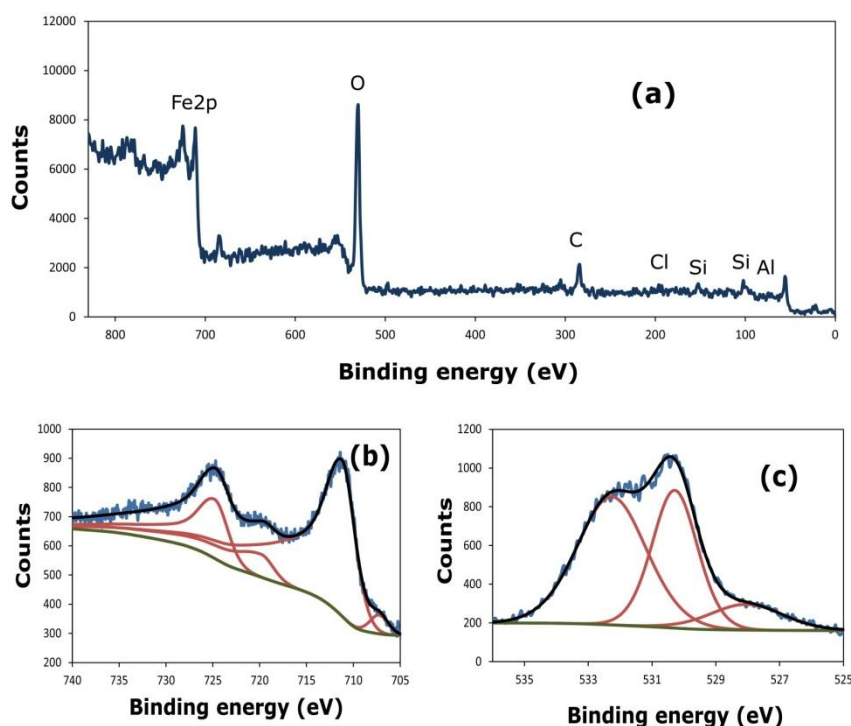 (a)
12000
10000
8000
6000
4000
2000
0
Counts
Fe2p
O
C
Cl
Si
Si
Al
800 700 600 500 400 300 200 100 0
Binding energy (eV)
(b)
1000
900
800
700
600
500
400
300
200
Counts
740 735 730 725 720 715 710 705
Binding energy (eV)
(c)
1200
1000
800
600
400
200
0
Counts
535 533 531 529 527 525
Binding energy (eV)